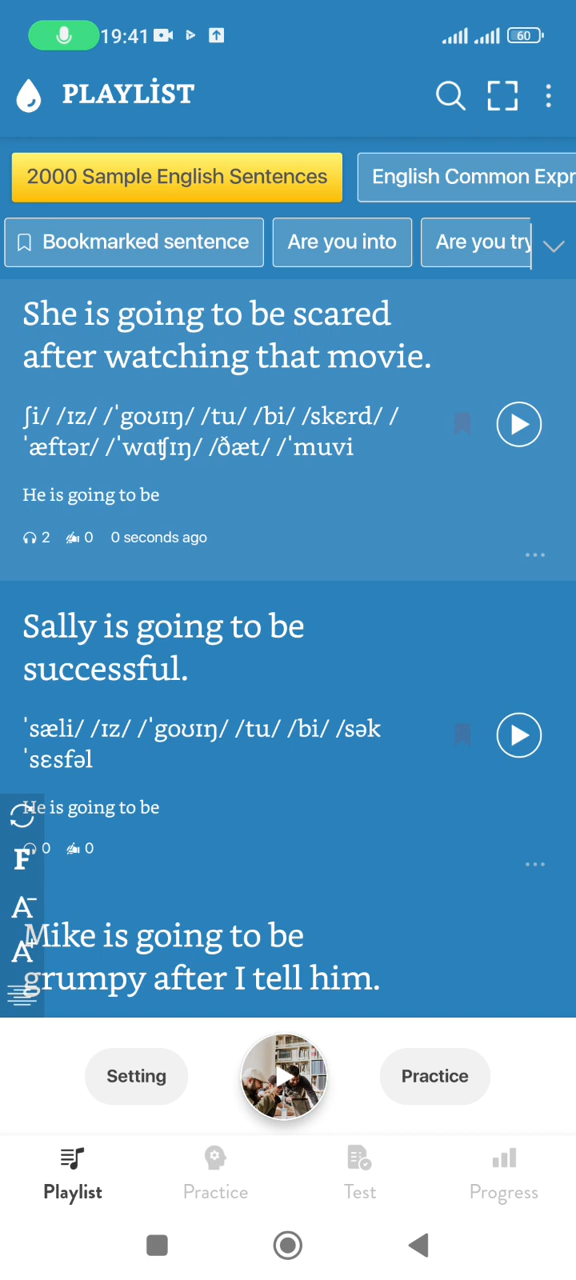 19:41
60
PLAYLİST
2000 Sample English Sentences
English Common Expr
Bookmarked sentence
Are you into
Are you try
She is going to be scared
after watching that movie.
ʃi/ /ɪz/ /ˈɡoʊɪŋ/ /tu/ /bi/ /skɛrd/ /
ˈæftər/ /ˈwɑʧɪŋ/ /ðæt/ /ˈmuvi
He is going to be
2 0 0 seconds ago
Sally is going to be
successful.
ˈsæli/ /ɪz/ /ˈɡoʊɪŋ/ /tu/ /bi/ /sək
ˈsɛsfəl
He is going to be
0 0
F
A-
Mike is going to be
A+
grumpy after I tell him.
Setting
Practice
Playlist
Practice
Test
Progress